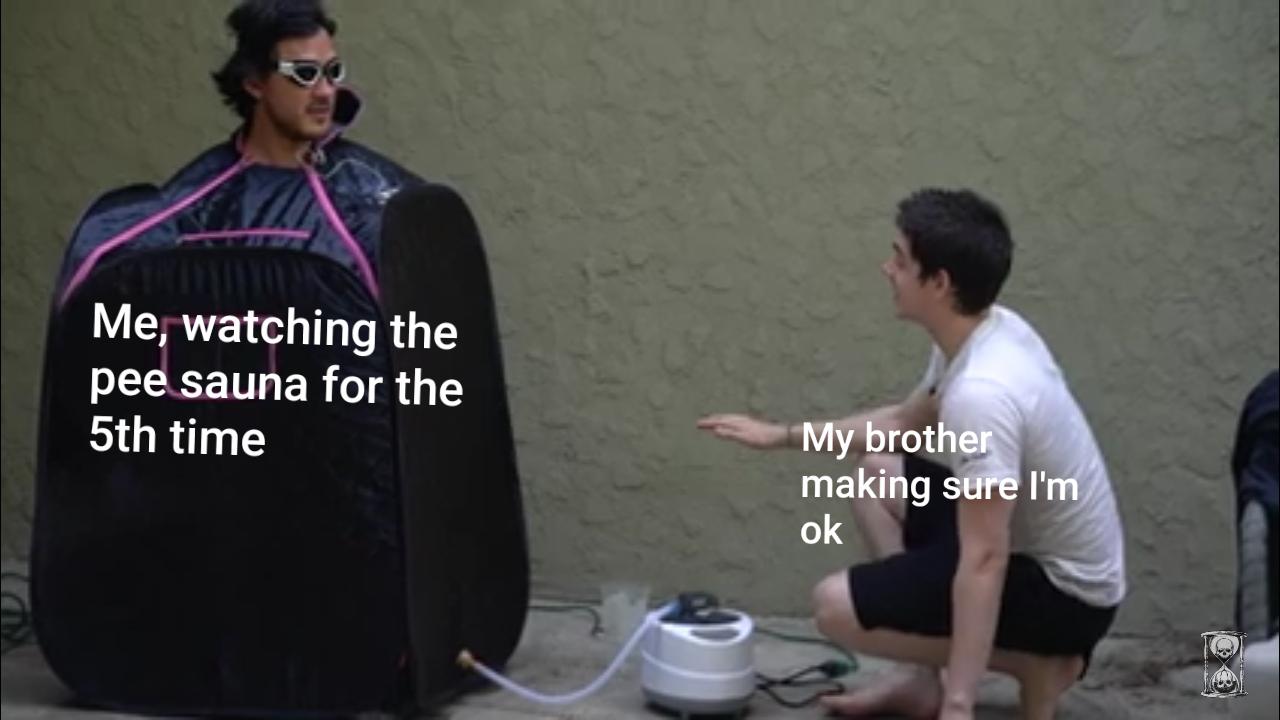 Me, watching the
pee sauna for the
5th time
My brother
making sure I'm
ok